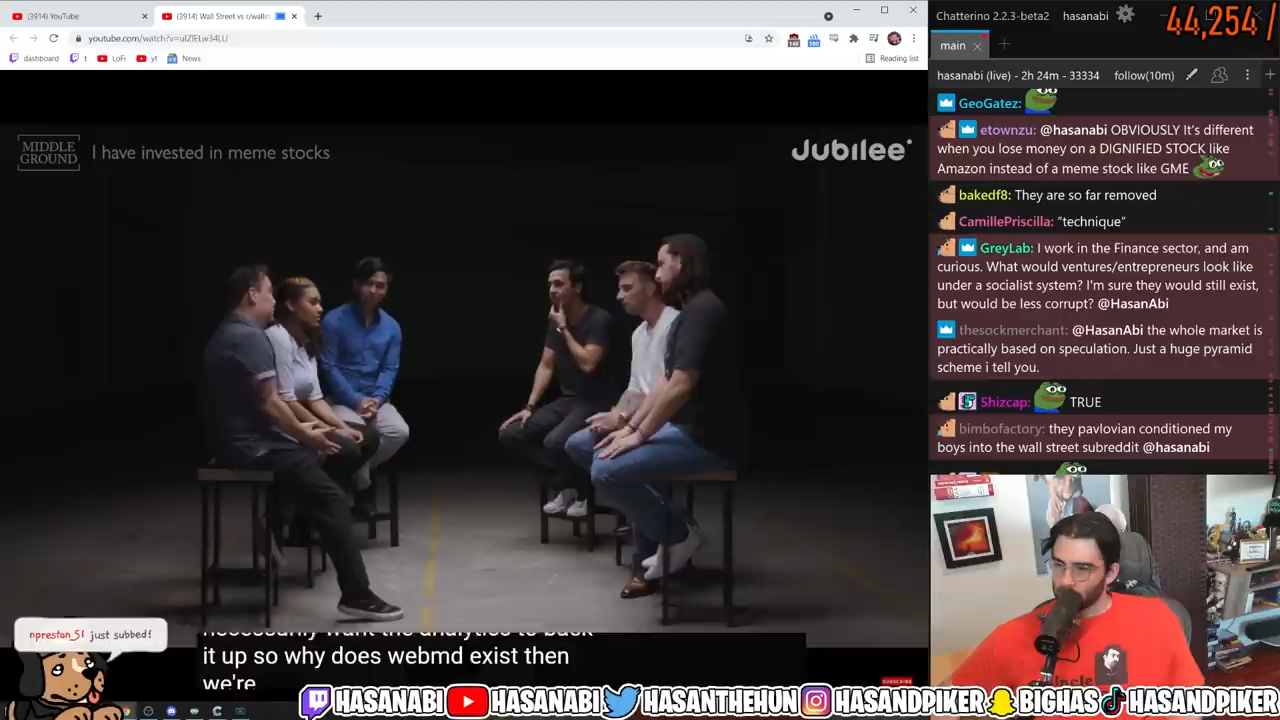 (3914) YouTube
(3914) Wall Street vs r/walls
youtube.com/watch?v=uIZlELw34LU
dashboard
t
LoFi
yt
News
Reading list
MIDDLE
GROUND
I have invested in meme stocks
Jubilee
npreston_51 just subbed!
it up so why does webmd exist then
we're
SUBSCRIBE
Chatterino 2.2.3-beta2
hasanabi
44,254 /
main
hasanabi (live) - 2h 24m - 33334
follow(10m)
GeoGatez:
etownzu: @hasanabi OBVIOUSLY It's different
when you lose money on a DIGNIFIED STOCK like
Amazon instead of a meme stock like GME
bakedf8: They are so far removed
CamillePriscilla: "technique"
GreyLab: I work in the Finance sector, and am
curious. What would ventures/entrepreneurs look like
under a socialist system? I'm sure they would still exist,
but would be less corrupt? @HasanAbi
thesockmerchant: @HasanAbi the whole market is
practically based on speculation. Just a huge pyramid
scheme i tell you.
Shizcap: TRUE
bimbofactory: they pavlovian conditioned my
boys into the wall street subreddit @hasanabi
HASANABI
HASANABI
HASANTHEHUN
HASANDPIKER
BIGHAS
HASANDPIKER